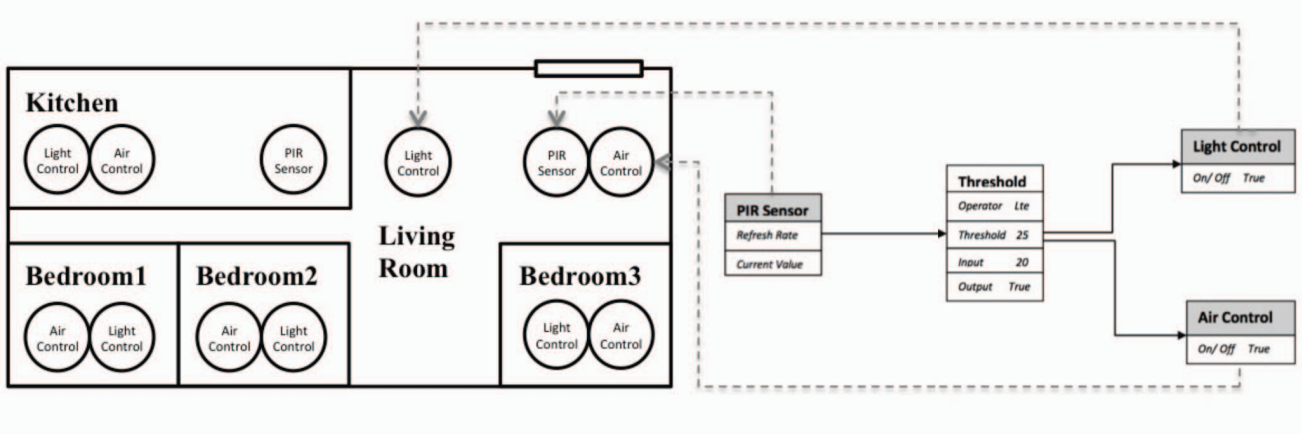 Kitchen
Light
Control
Air
Control
PIR
Sensor
Light
Control
PIR
Sensor
Air
Control
Living
Room
Bedroom1
Air
Control
Light
Control
Bedroom2
Air
Control
Light
Control
Bedroom3
Light
Control
Air
Control
PIR Sensor
Refresh Rate
Current Value
Threshold
Operator Lte
Threshold 25
Input 20
Output True
Light Control
On/ Off True
Air Control
On/ Off True